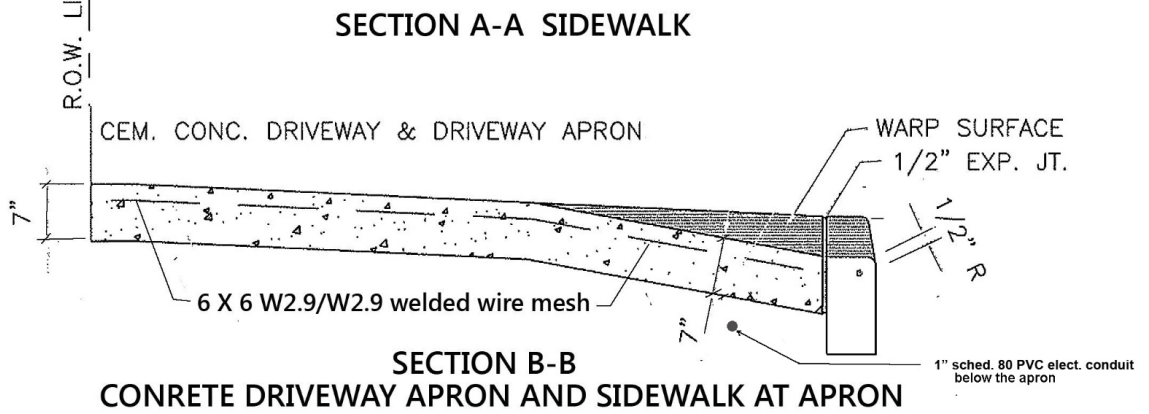 SECTION A-A SIDEWALK
R.O.W. LI
CEM. CONC. DRIVEWAY & DRIVEWAY APRON
WARP SURFACE
1/2" EXP. JT.
7"
1/2" R
6 X 6 W2.9/W2.9 welded wire mesh
7"
1" sched. 80 PVC elect. conduit
below the apron
SECTION B-B
CONRETE DRIVEWAY APRON AND SIDEWALK AT APRON